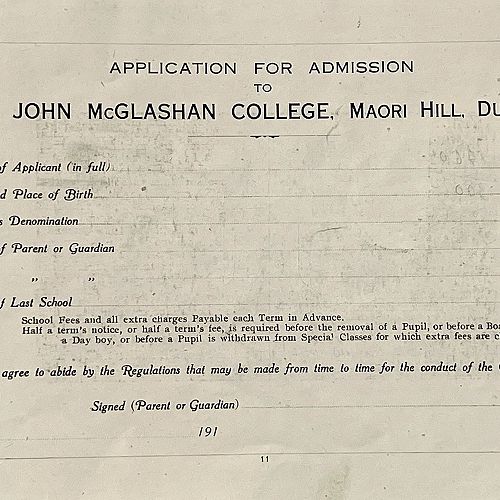 APPLICATION FOR ADMISSION
TO
JOHN McGLASHAN COLLEGE, MAORI HILL, DU
of Applicant (in full)
d Place of Birth
s Denomination
of Parent or Guardian
" "
of Last School
School Fees and all extra charges Payable each Term in Advance.
Half a term's notice, or half a term's fee, is required before the removal of a Pupil, or before a Boa
a Day boy, or before a Pupil is withdrawn from Special Classes for which extra fees are c
agree to abide by the Regulations that may be made from time to time for the conduct of the
Signed (Parent or Guardian)
191
11